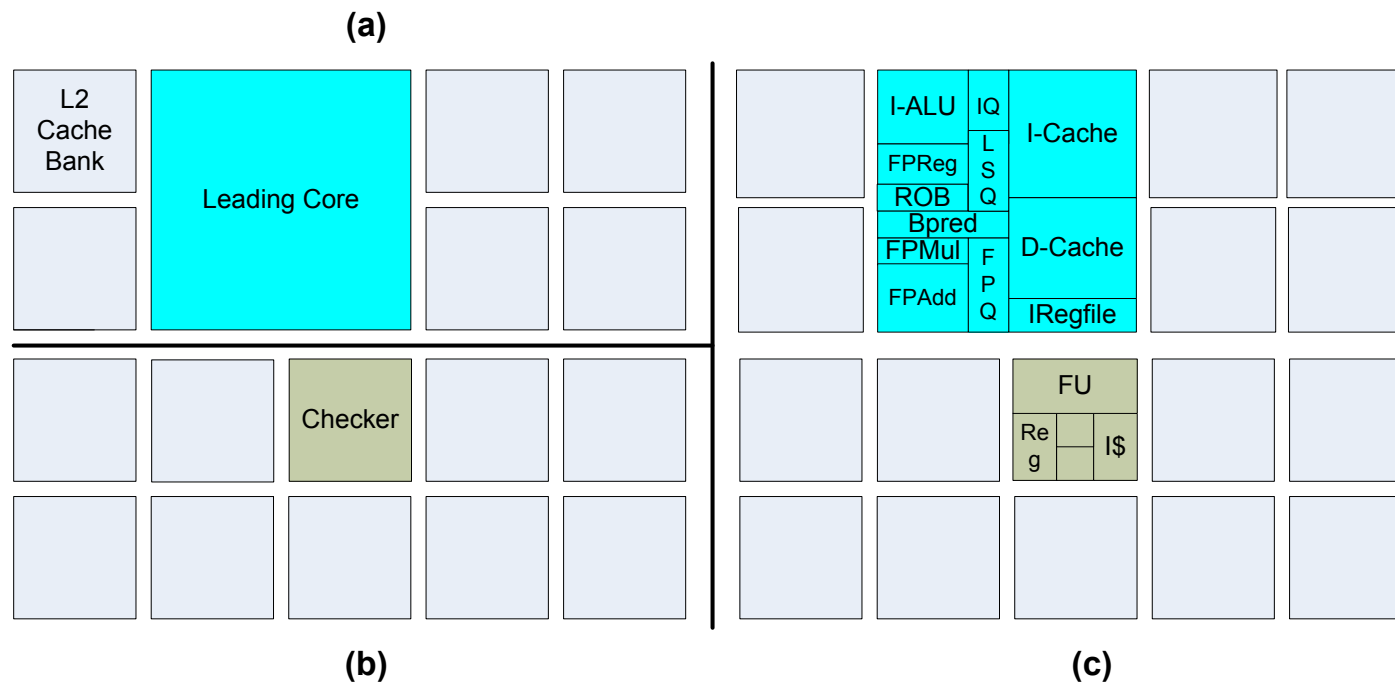 (a)
L2
Cache
Bank
Leading Core
Checker
(b)
I-ALU
IQ
I-Cache
L
S
Q
FPReg
ROB
Bpred
D-Cache
FPMul
F
P
Q
FPAdd
IRegfile
FU
Re
g
I$
(c)